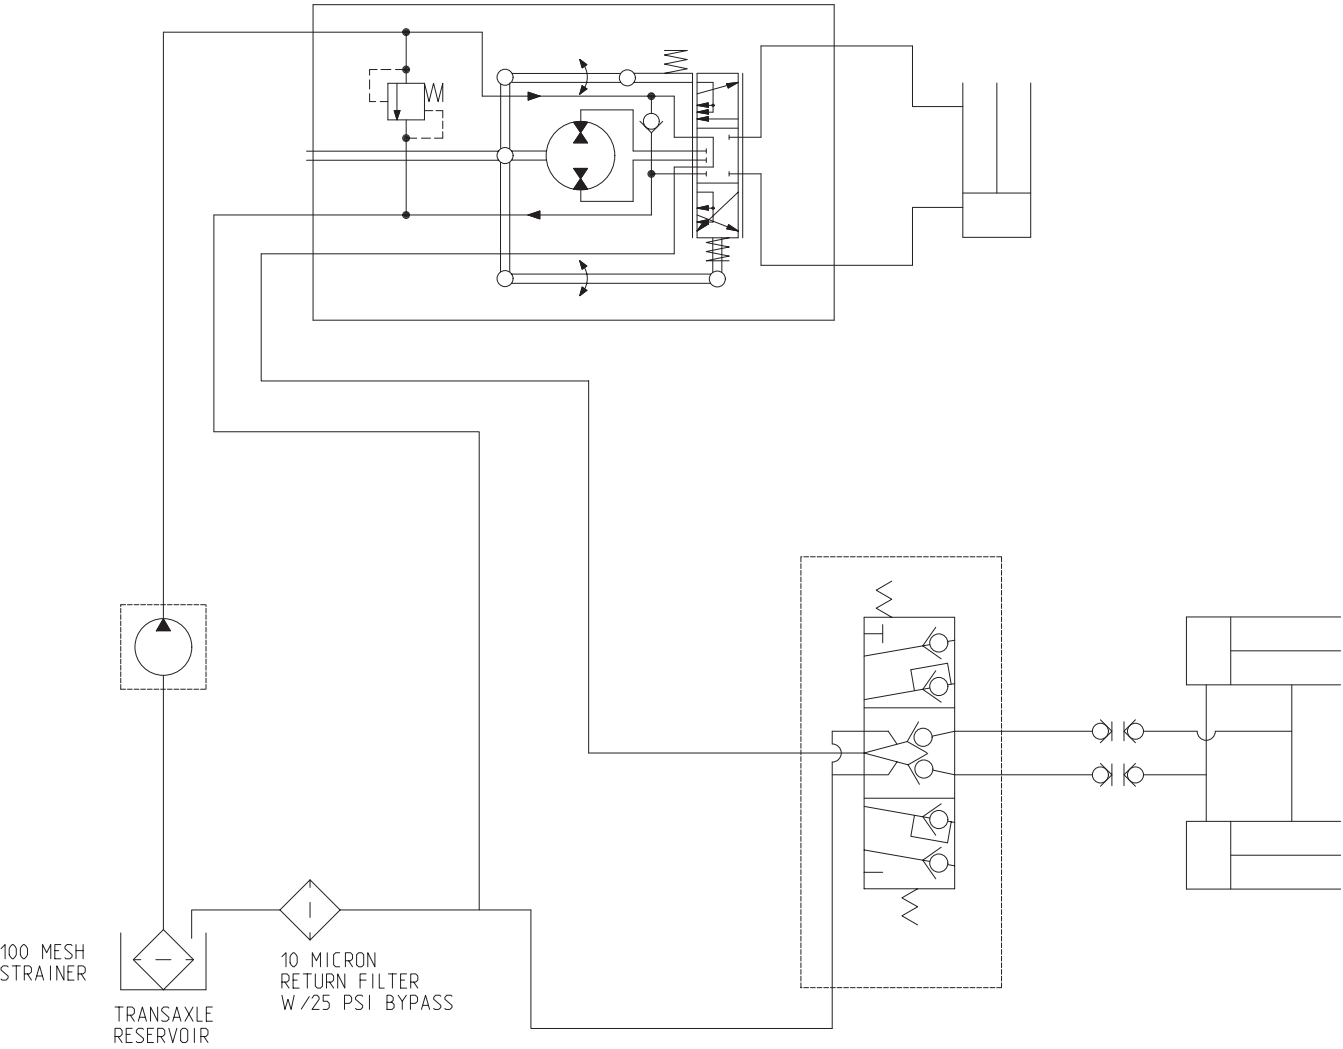 100 MESH
STRAINER
TRANSAXLE
RESERVOIR
10 MICRON
RETURN FILTER
W/25 PSI BYPASS